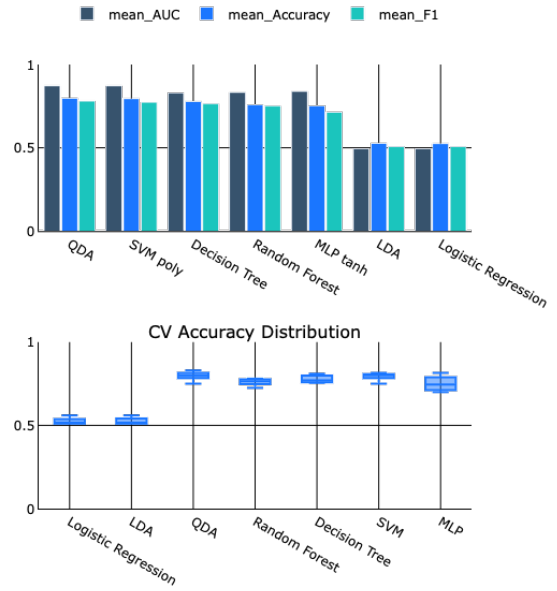 mean_AUC mean_Accuracy mean_F1
1
0.5
0
QDA SVM poly Decision Tree Random Forest MLP tanh LDA Logistic Regression
CV Accuracy Distribution
1
0.5
0
Logistic Regression LDA QDA Random Forest Decision Tree SVM MLP